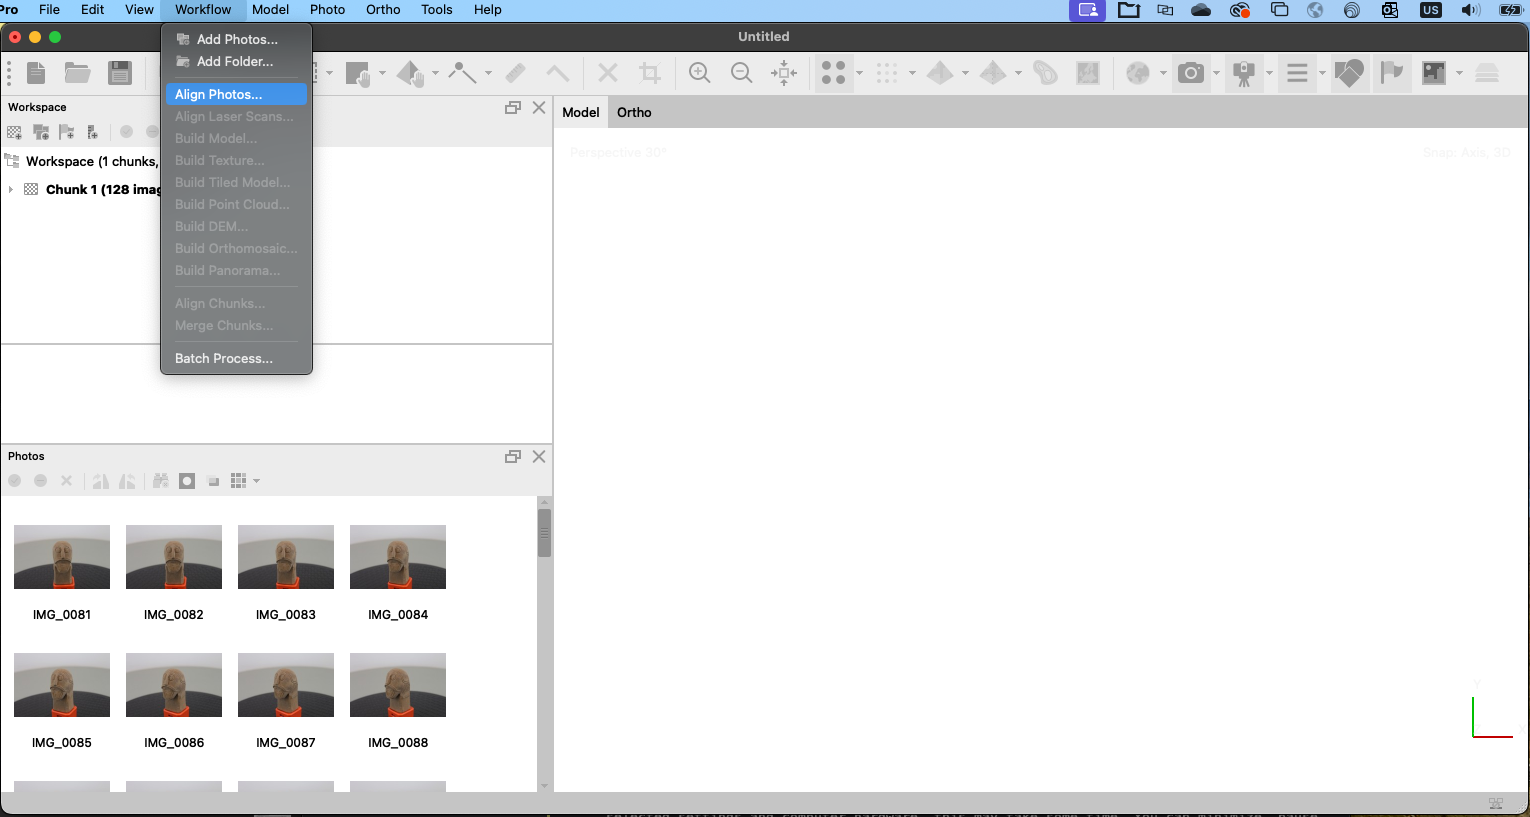 Pro File Edit View Workflow Model Photo Ortho Tools Help US
Untitled
Add Photos...
Add Folder...
Align Photos...
Align Laser Scans...
Build Model...
Build Texture...
Build Tiled Model...
Build Point Cloud...
Build DEM...
Build Orthomosaic...
Build Panorama...
Align Chunks...
Merge Chunks...
Batch Process...
Workspace
Workspace (1 chunks,
Chunk 1 (128 imag
Model Ortho
Perspective 30° Snap: Axis, 3D
Photos
IMG_0081 IMG_0082 IMG_0083 IMG_0084
IMG_0085 IMG_0086 IMG_0087 IMG_0088
Y
X